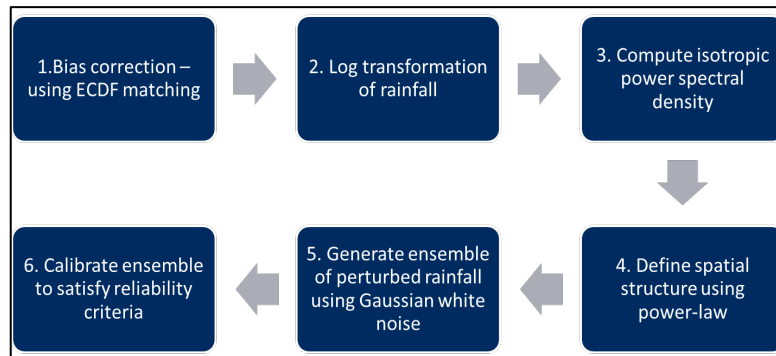 1.Bias correction –
using ECDF matching
2. Log transformation
of rainfall
3. Compute isotropic
power spectral
density
4. Define spatial
structure using
power-law
5. Generate ensemble
of perturbed rainfall
using Gaussian white
noise
6. Calibrate ensemble
to satisfy reliability
criteria